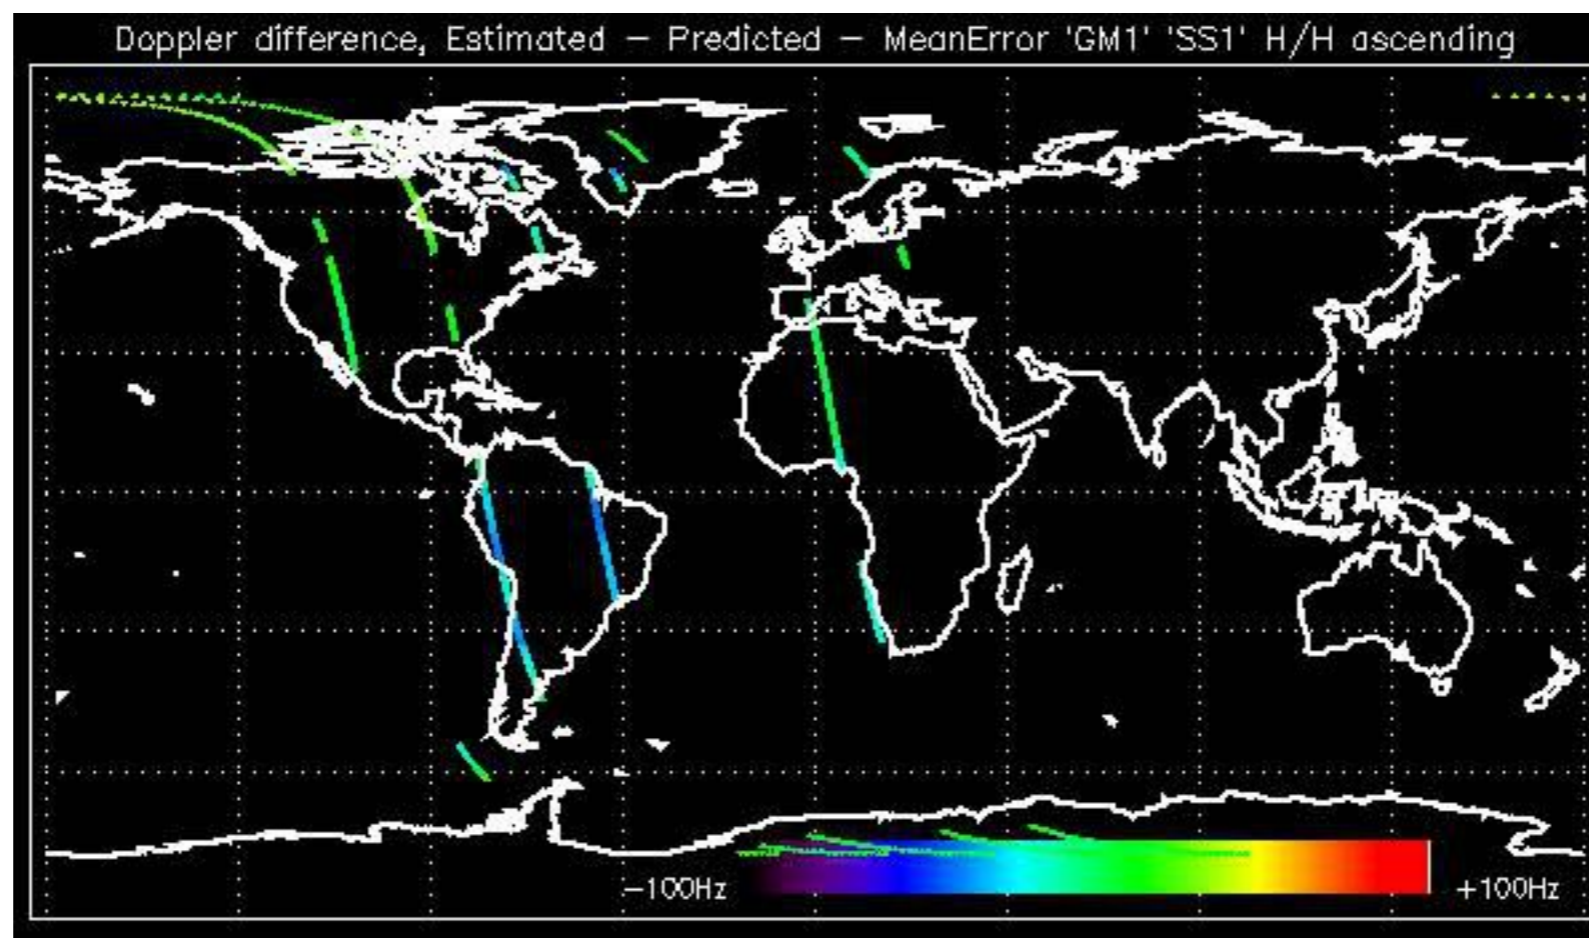 Doppler difference, Estimated – Predicted – MeanError 'GM1' 'SS1' H/H ascending
-100Hz
+100Hz